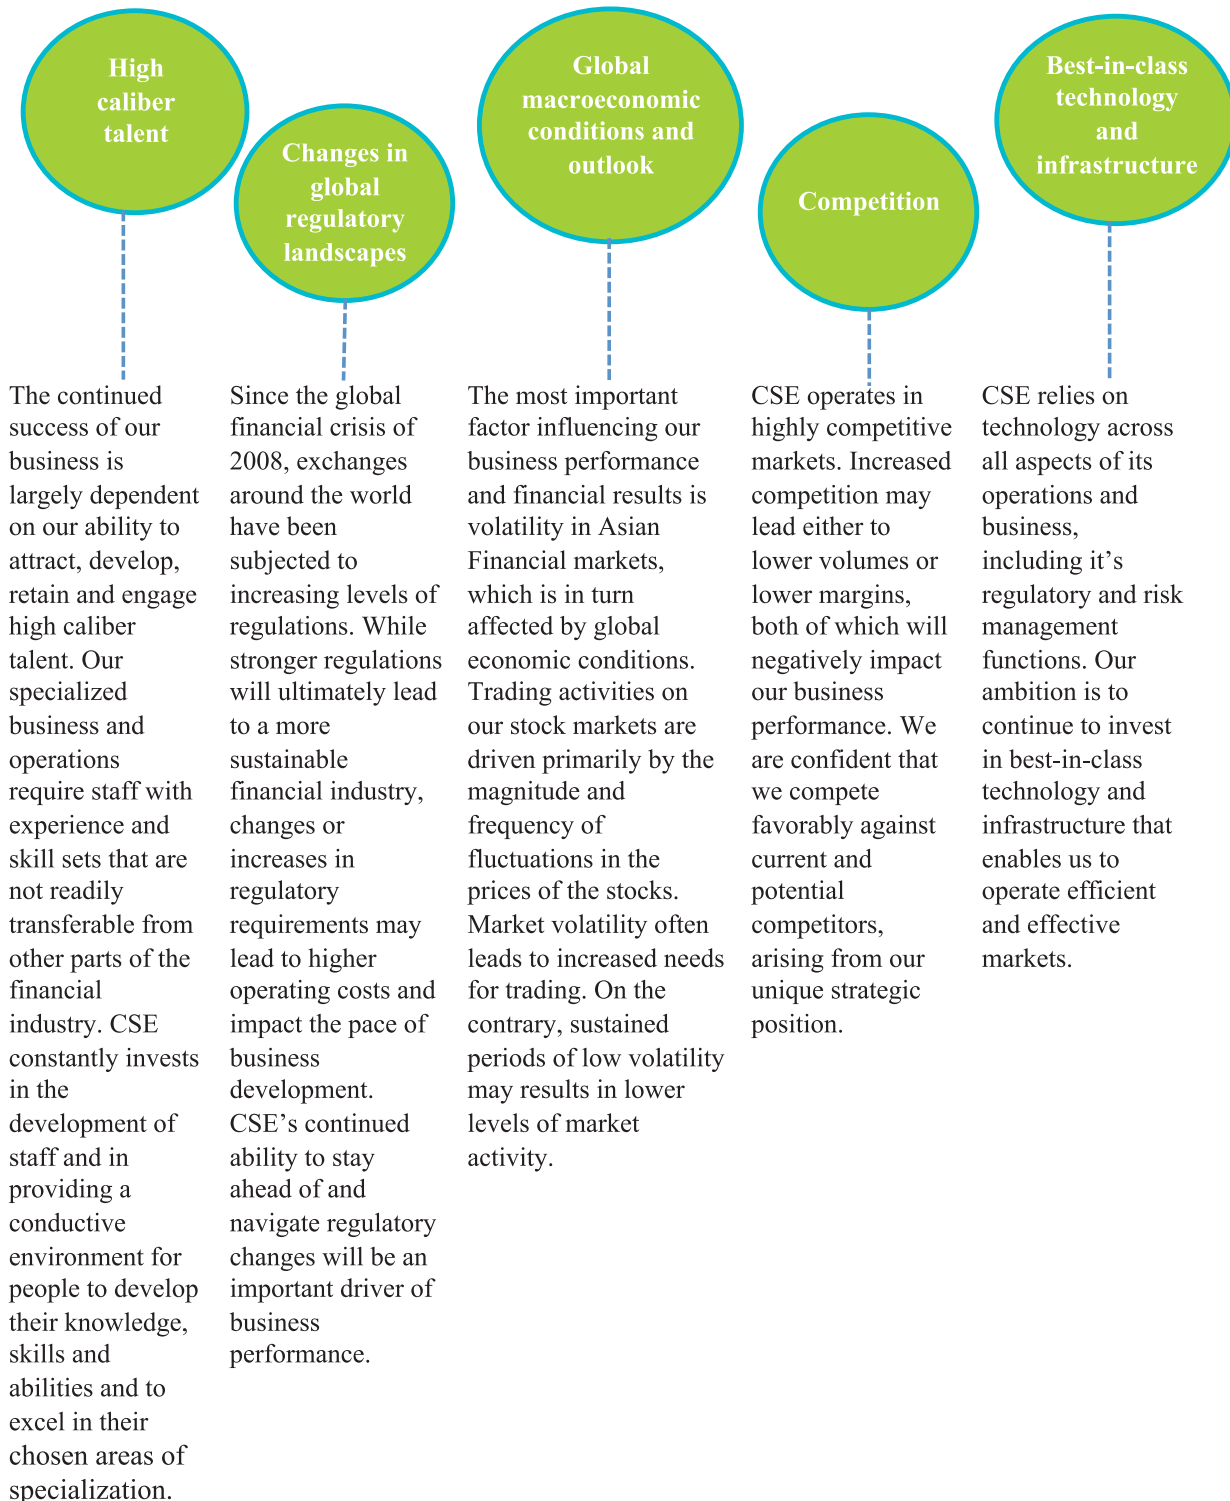 High
caliber
talent
Changes in
global
regulatory
landscapes
Global
macroeconomic
conditions and
outlook
Competition
Best-in-class
technology
and
infrastructure
The continued
success of our
business is
largely dependent
on our ability to
attract, develop,
retain and engage
high caliber
talent. Our
specialized
business and
operations
require staff with
experience and
skill sets that are
not readily
transferable from
other parts of the
financial
industry. CSE
constantly invests
in the
development of
staff and in
providing a
conductive
environment for
people to develop
their knowledge,
skills and
abilities and to
excel in their
chosen areas of
specialization.
Since the global
financial crisis of
2008, exchanges
around the world
have been
subjected to
increasing levels of
regulations. While
stronger regulations
will ultimately lead
to a more
sustainable
financial industry,
changes or
increases in
regulatory
requirements may
lead to higher
operating costs and
impact the pace of
business
development.
CSE’s continued
ability to stay
ahead of and
navigate regulatory
changes will be an
important driver of
business
performance.
The most important
factor influencing our
business performance
and financial results is
volatility in Asian
Financial markets,
which is in turn
affected by global
economic conditions.
Trading activities on
our stock markets are
driven primarily by the
magnitude and
frequency of
fluctuations in the
prices of the stocks.
Market volatility often
leads to increased needs
for trading. On the
contrary, sustained
periods of low volatility
may results in lower
levels of market
activity.
CSE operates in
highly competitive
markets. Increased
competition may
lead either to
lower volumes or
lower margins,
both of which will
negatively impact
our business
performance. We
are confident that
we compete
favorably against
current and
potential
competitors,
arising from our
unique strategic
position.
CSE relies on
technology across
all aspects of its
operations and
business,
including it’s
regulatory and risk
management
functions. Our
ambition is to
continue to invest
in best-in-class
technology and
infrastructure that
enables us to
operate efficient
and effective
markets.